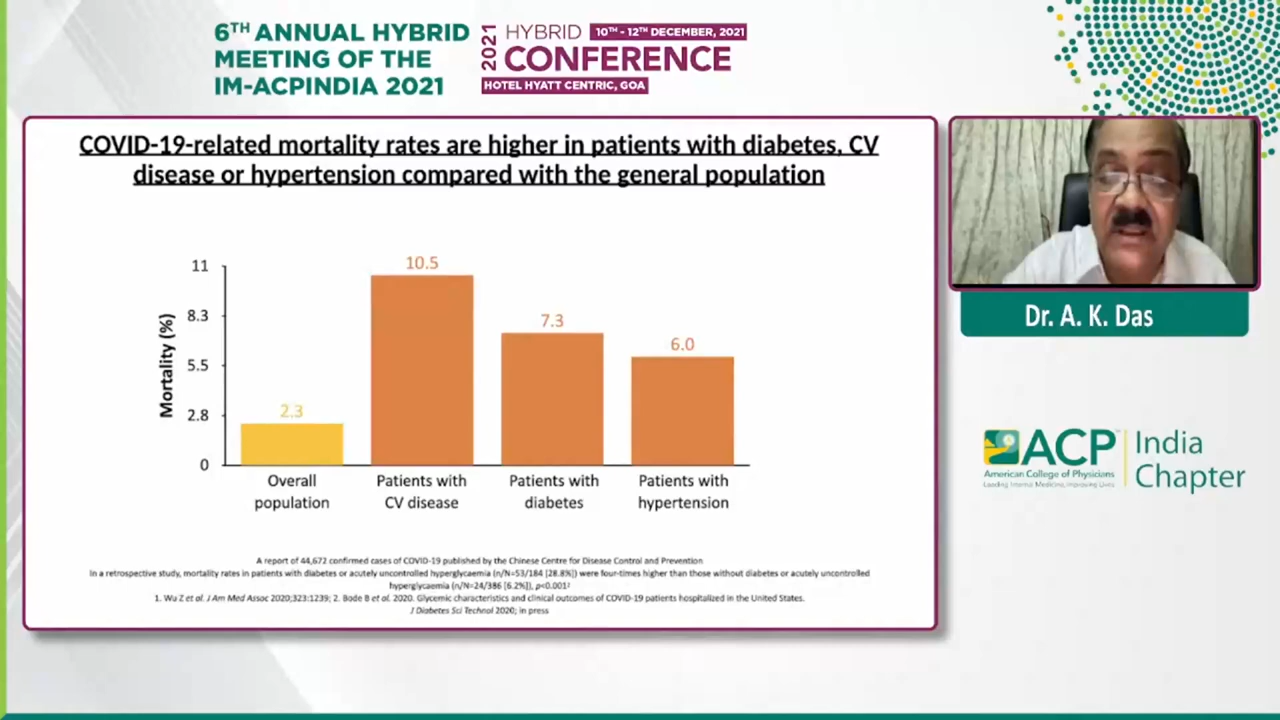 6TH ANNUAL HYBRID
MEETING OF THE
IM-ACPINDIA 2021
2021
HYBRID
10TH - 12TH DECEMBER, 2021
CONFERENCE
HOTEL HYATT CENTRIC, GOA
COVID-19-related mortality rates are higher in patients with diabetes, CV
disease or hypertension compared with the general population
Mortality (%)
11
8.3
5.5
2.8
0
2.3
10.5
7.3
6.0
Overall
population
Patients with
CV disease
Patients with
diabetes
Patients with
hypertension
A report of 44,672 confirmed cases of COVID-19 published by the Chinese Centre for Disease Control and Prevention
In a retrospective study, mortality rates in patients with diabetes or acutely uncontrolled hyperglycaemia (n/N=53/184 [28.8%]) were four-times higher than those without diabetes or acutely uncontrolled
hyperglycaemia (n/N=24/386 [6.2%]), p<0.001²
1. Wu Z et al. J Am Med Assoc 2020;323:1239; 2. Bode B et al. 2020. Glycemic characteristics and clinical outcomes of COVID-19 patients hospitalized in the United States.
J Diabetes Sci Technol 2020; in press
Dr. A. K. Das
ACP
American College of Physicians
Leading Internal Medicine, Improving Lives
India
Chapter